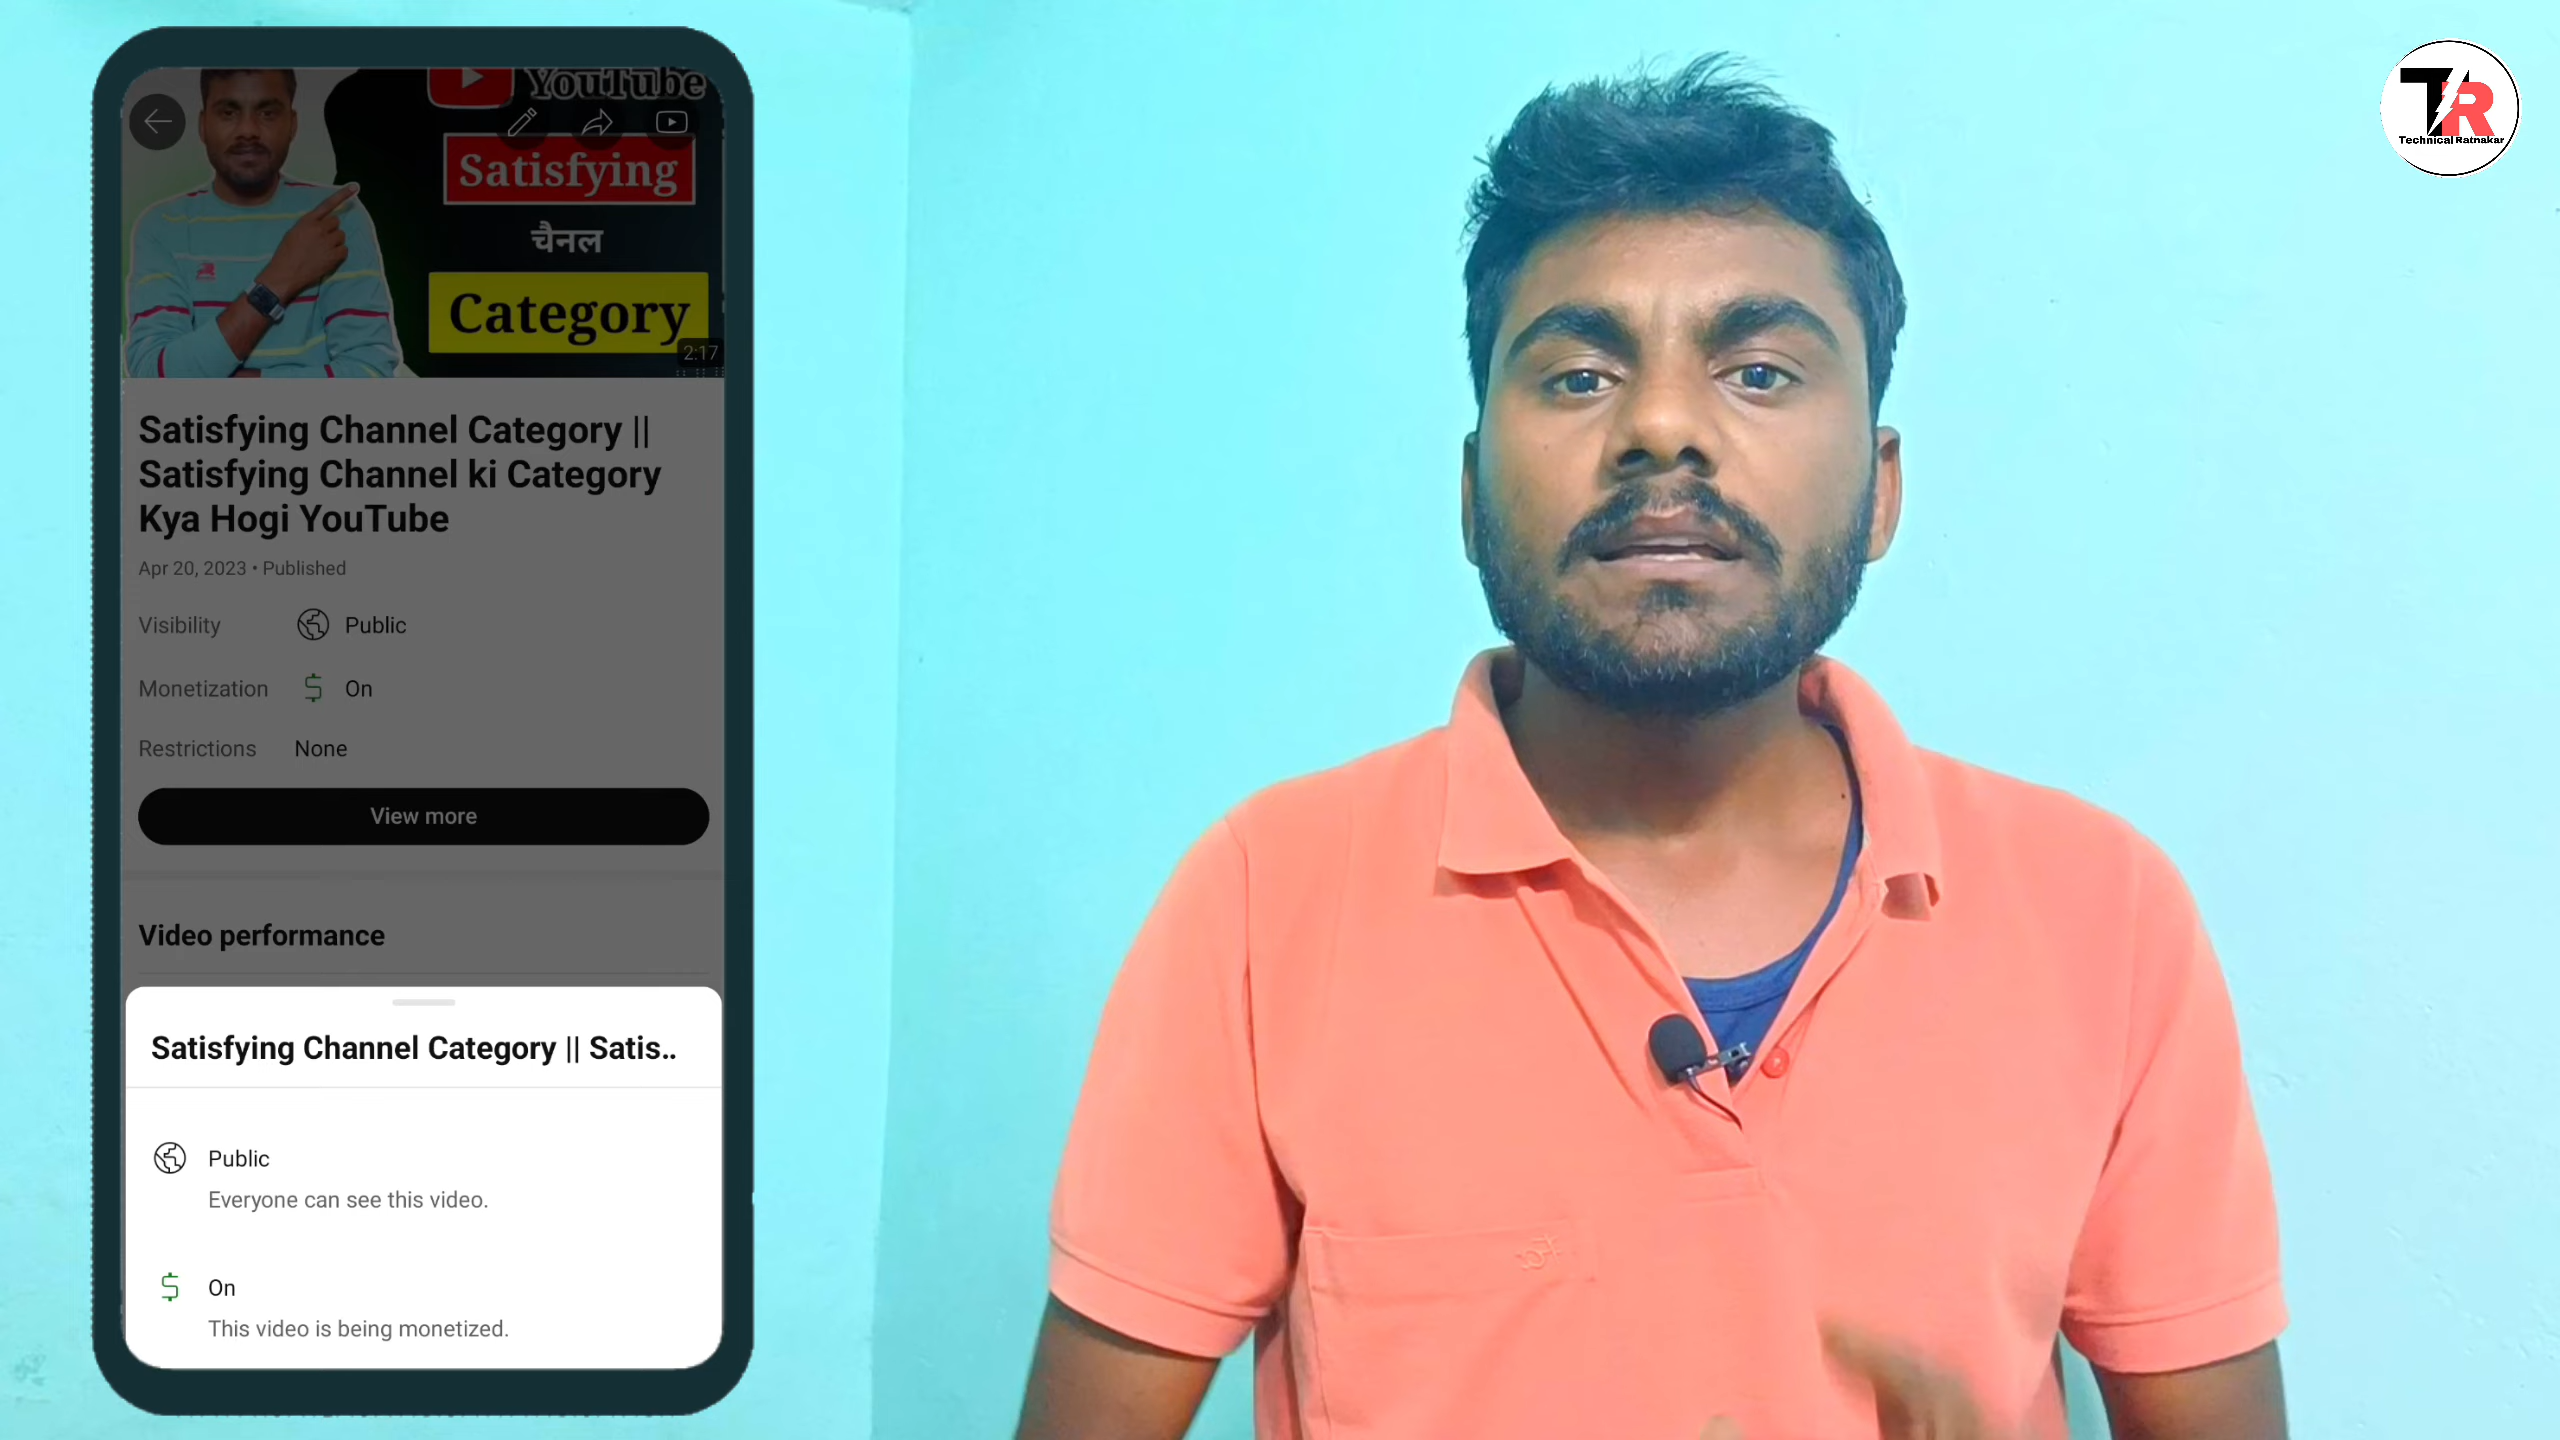 YouTube
Satisfying
चैनल
Category
2:17
Satisfying Channel Category ||
Satisfying Channel ki Category
Kya Hogi YouTube
Apr 20, 2023 • Published
Visibility Public
Monetization On
Restrictions None
View more
Video performance
Satisfying Channel Category || Satis..
Public
Everyone can see this video.
On
This video is being monetized.
TR
Technical Ratnakar